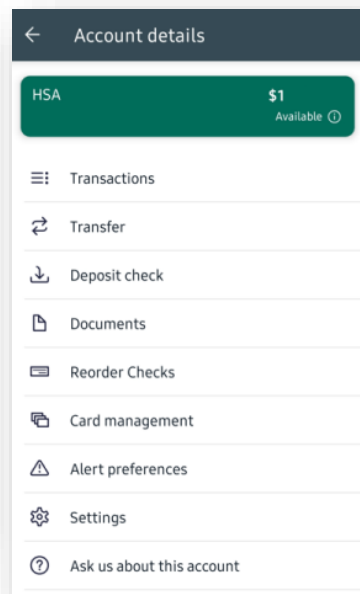 Account details
HSA $1
Available
Transactions
Transfer
Deposit check
Documents
Reorder Checks
Card management
Alert preferences
Settings
Ask us about this account